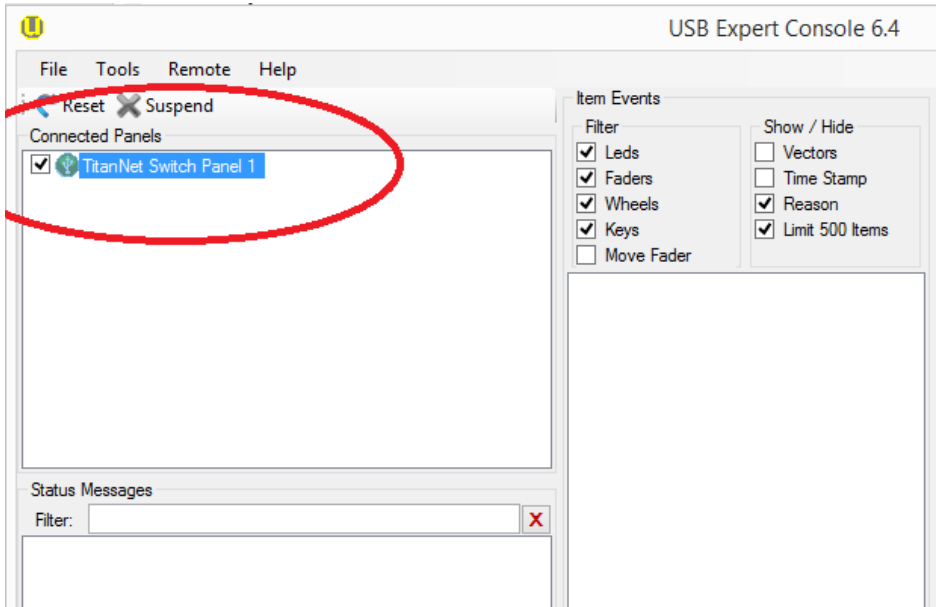 USB Expert Console 6.4
File Tools Remote Help
Reset Suspend
Connected Panels
TitanNet Switch Panel 1
Status Messages
Filter:
X
Item Events
Filter
Leds
Faders
Wheels
Keys
Move Fader
Show / Hide
Vectors
Time Stamp
Reason
Limit 500 Items